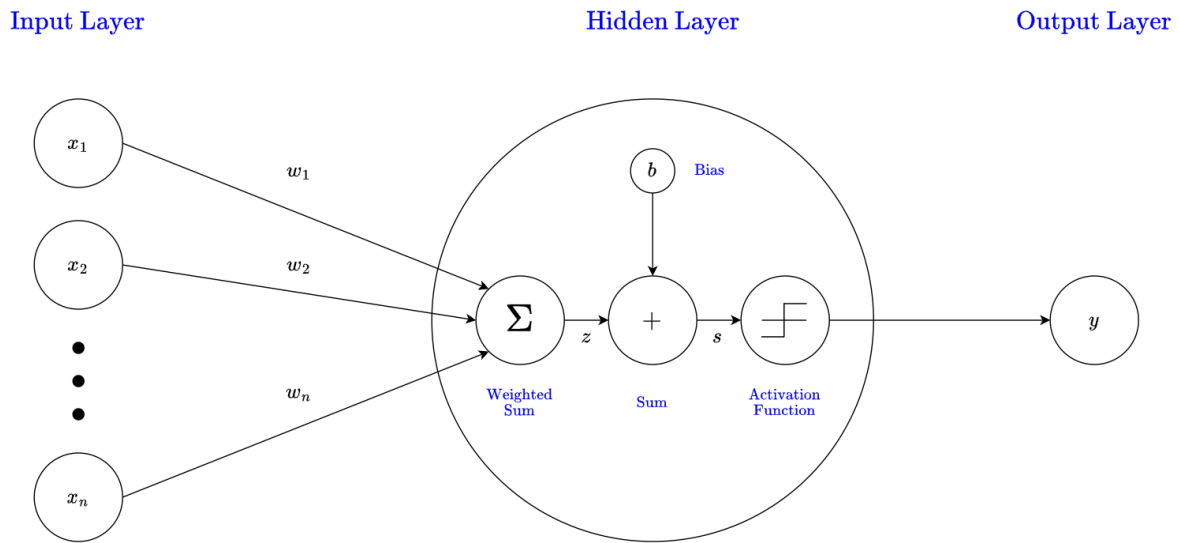 Input Layer
Hidden Layer
Output Layer
x₁
w₁
b
Bias
x₂
w₂
Σ
z
+
s
y
wₙ
Weighted
Sum
Sum
Activation
Function
xₙ